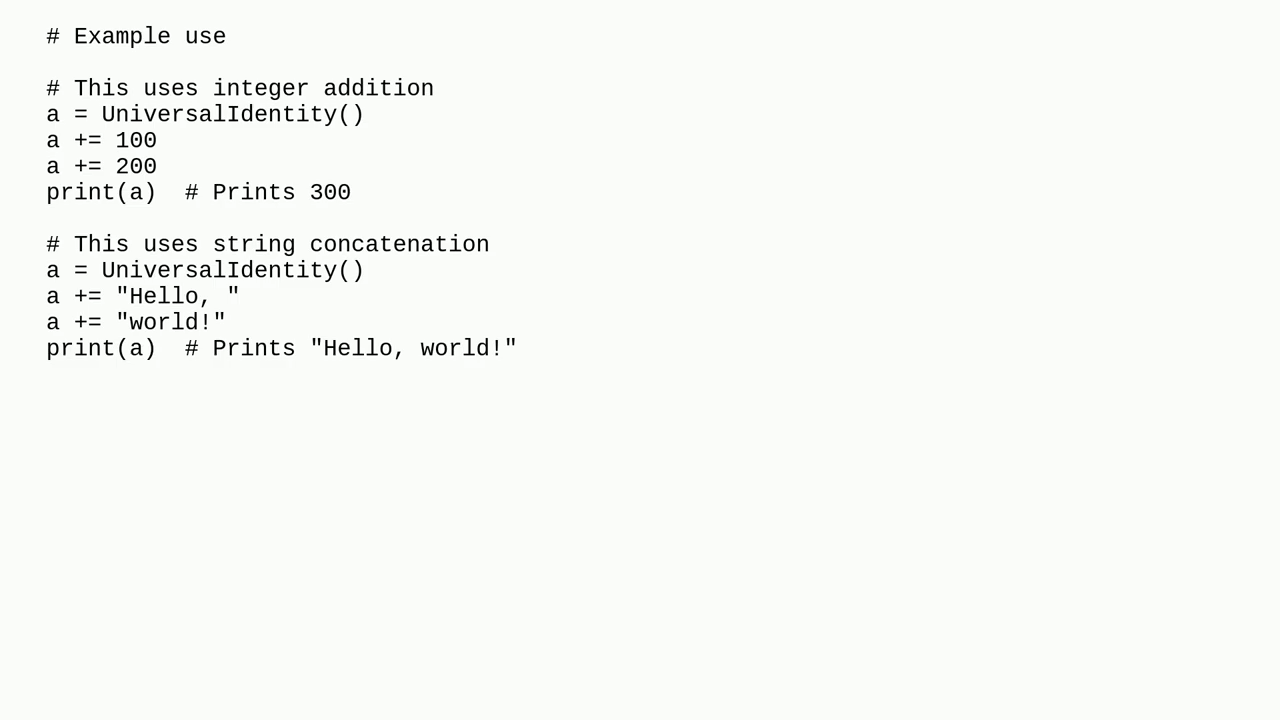 # Example use
# This uses integer addition
a = UniversalIdentity()
a += 100
a += 200
print(a)  # Prints 300
# This uses string concatenation
a = UniversalIdentity()
a += "Hello, "
a += "world!"
print(a)  # Prints "Hello, world!"